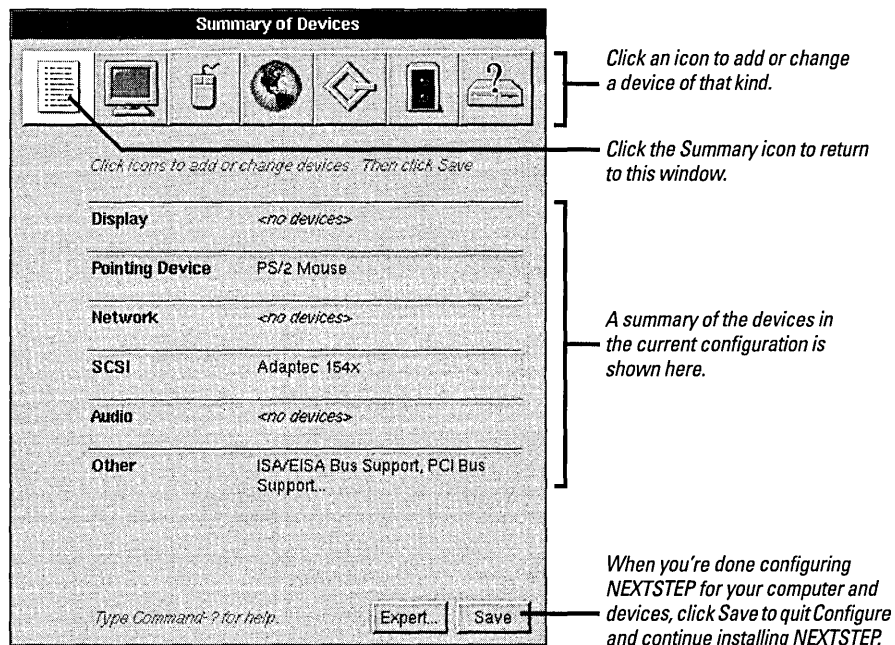 Summary of Devices
Click an icon to add or change
a device of that kind.
Click the Summary icon to return
to this window.
Click icons to add or change devices. Then click Save
Display <no devices>
Pointing Device PS/2 Mouse
Network <no devices>
SCSI Adaptec 154x
Audio <no devices>
Other ISA/EISA Bus Support, PCI Bus
Support...
A summary of the devices in
the current configuration is
shown here.
Type Command-? for help. Expert... Save
When you're done configuring
NEXTSTEP for your computer and
devices, click Save to quit Configure
and continue installing NEXTSTEP.